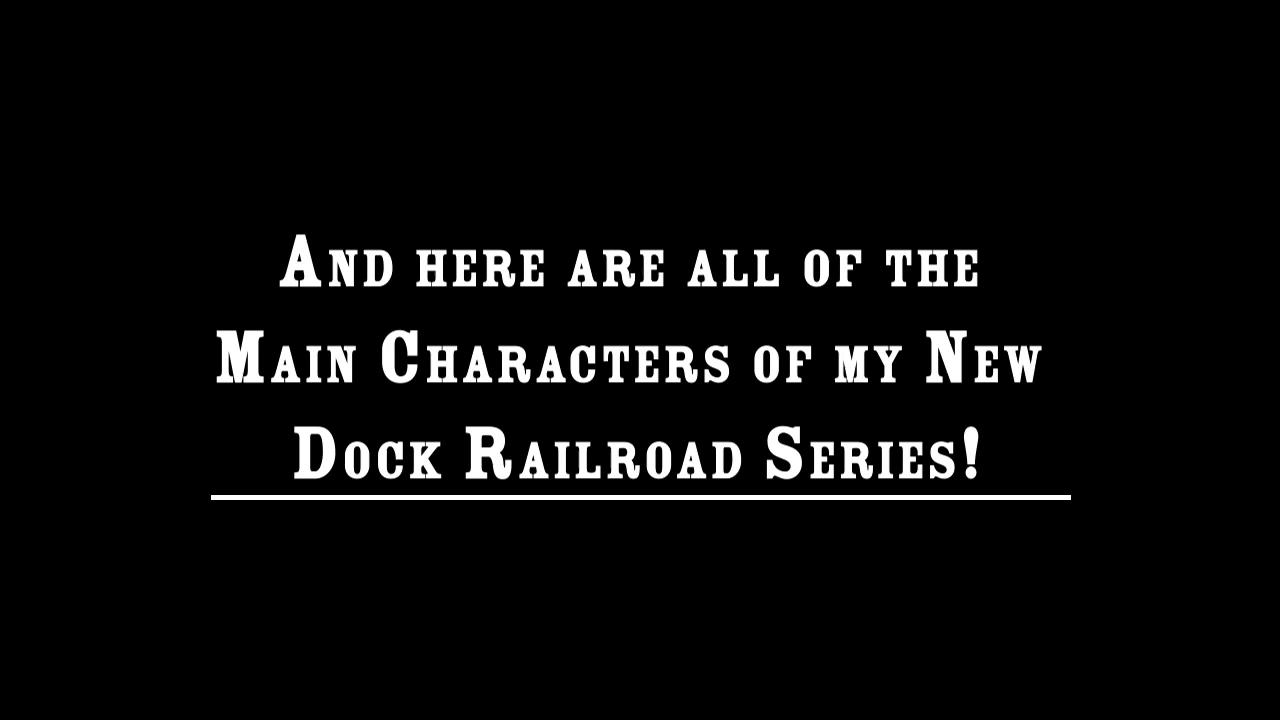 And here are all of the
Main Characters of my New
Dock Railroad Series!